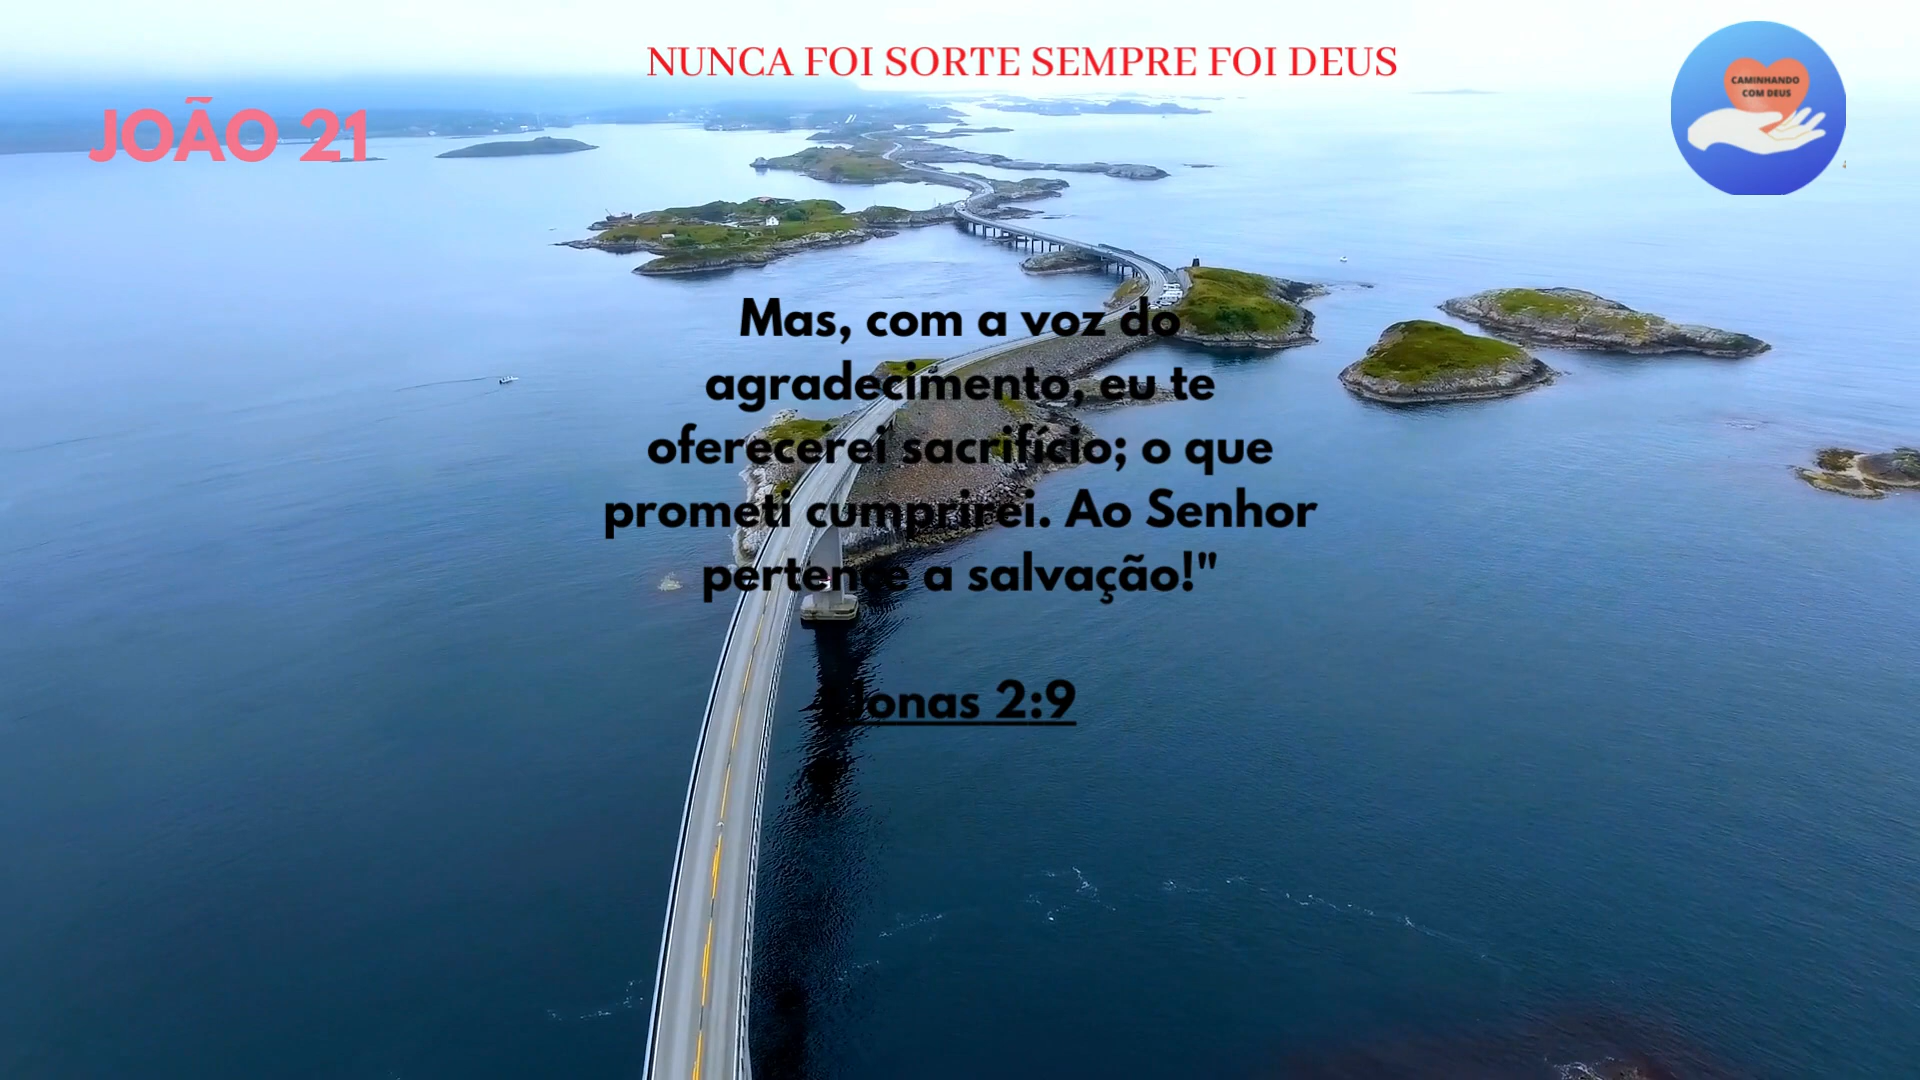 NUNCA FOI SORTE SEMPRE FOI DEUS
JOÃO 21
CAMINHANDO
COM DEUS
Mas, com a voz do
agradecimento, eu te
oferecerei sacrifício; o que
prometi cumprirei. Ao Senhor
pertence a salvação!"
Jonas 2:9